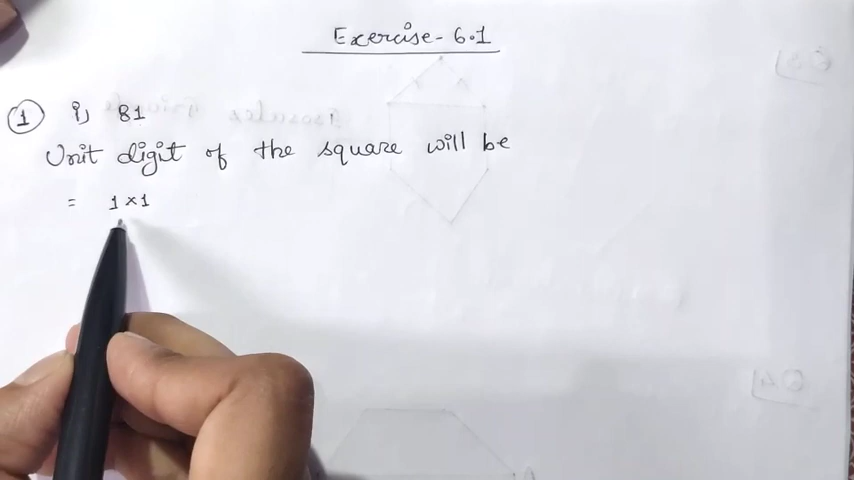 Exercise-6.1
1 i, 81
Unit digit of the square will be
= 1×1